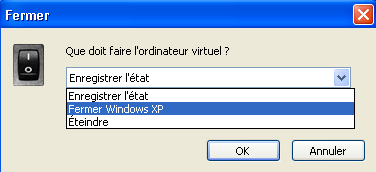 Fermer
Que doit faire l'ordinateur virtuel ?
Enregistrer l'état
Enregistrer l'état
Fermer Windows XP
Éteindre
OK
Annuler